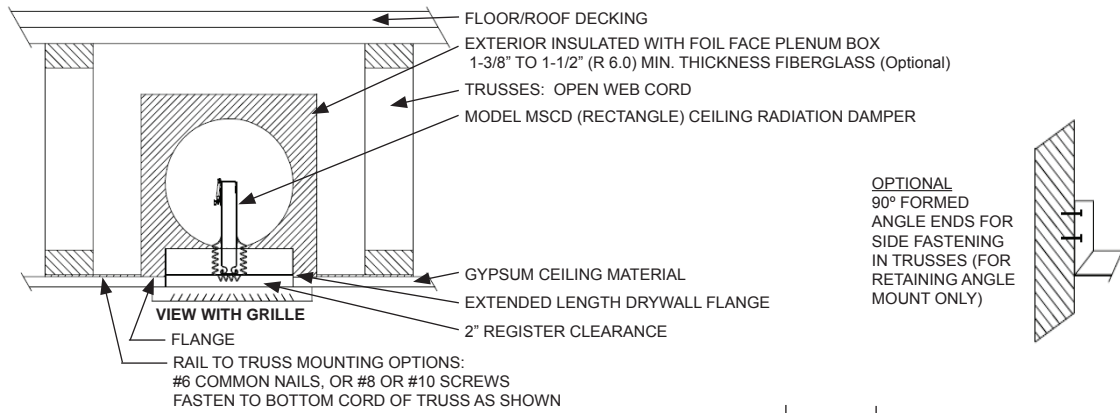 FLOOR/ROOF DECKING
EXTERIOR INSULATED WITH FOIL FACE PLENUM BOX
1-3/8” TO 1-1/2” (R 6.0) MIN. THICKNESS FIBERGLASS (Optional)
TRUSSES: OPEN WEB CORD
MODEL MSCD (RECTANGLE) CEILING RADIATION DAMPER
GYPSUM CEILING MATERIAL
EXTENDED LENGTH DRYWALL FLANGE
2” REGISTER CLEARANCE
VIEW WITH GRILLE
FLANGE
RAIL TO TRUSS MOUNTING OPTIONS:
#6 COMMON NAILS, OR #8 OR #10 SCREWS
FASTEN TO BOTTOM CORD OF TRUSS AS SHOWN
OPTIONAL
90º FORMED
ANGLE ENDS FOR
SIDE FASTENING
IN TRUSSES (FOR
RETAINING ANGLE
MOUNT ONLY)